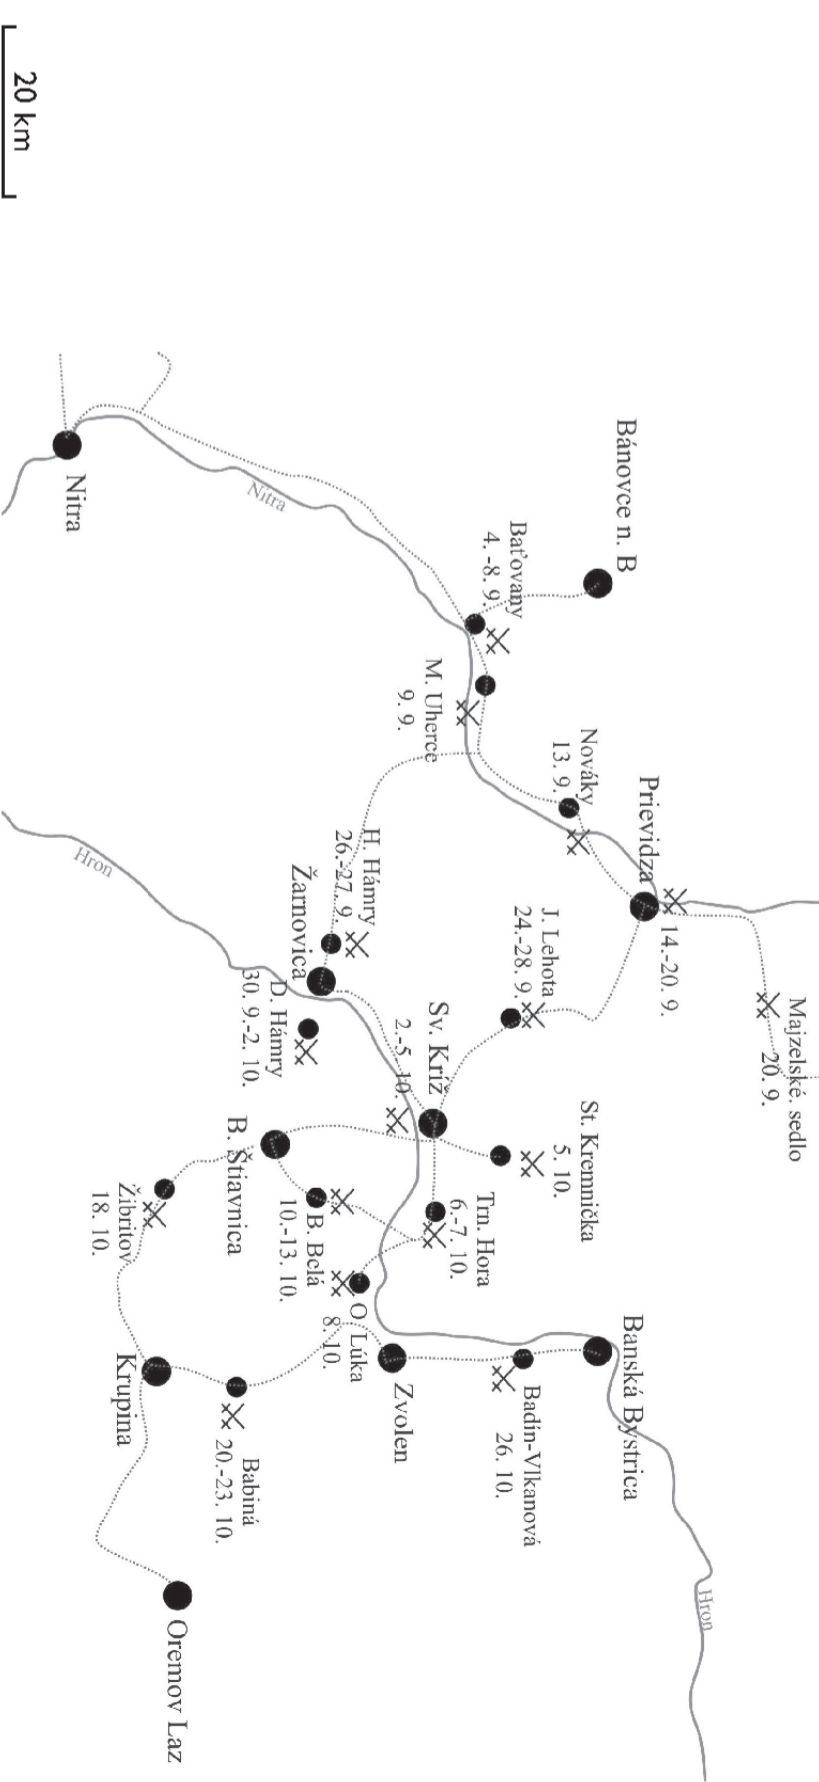 20 km
Nitra
Nitra
Bánovce n. B
Baťovany
4. -8. 9.
M. Uherce
9. 9.
Nováky
13. 9.
Prievidza
14.-20. 9.
Majzelské. sedlo
20. 9.
Hron
H. Hámry
26.-27. 9.
Žarnovica
J. Lehota
24.-28. 9.
D. Hámry
30. 9.-2. 10.
Sv. Kríž
2.-5. 10.
St. Kremnička
5. 10.
B. Štiavnica
Trn. Hora
6.-7. 10.
B. Belá
10.-13. 10.
Žibritov
18. 10.
O. Lúka
8. 10.
Banská Bystrica
Zvolen
Badín-Vlkanová
26. 10.
Krupina
Babiná
20.-23. 10.
Hron
Oremov Laz